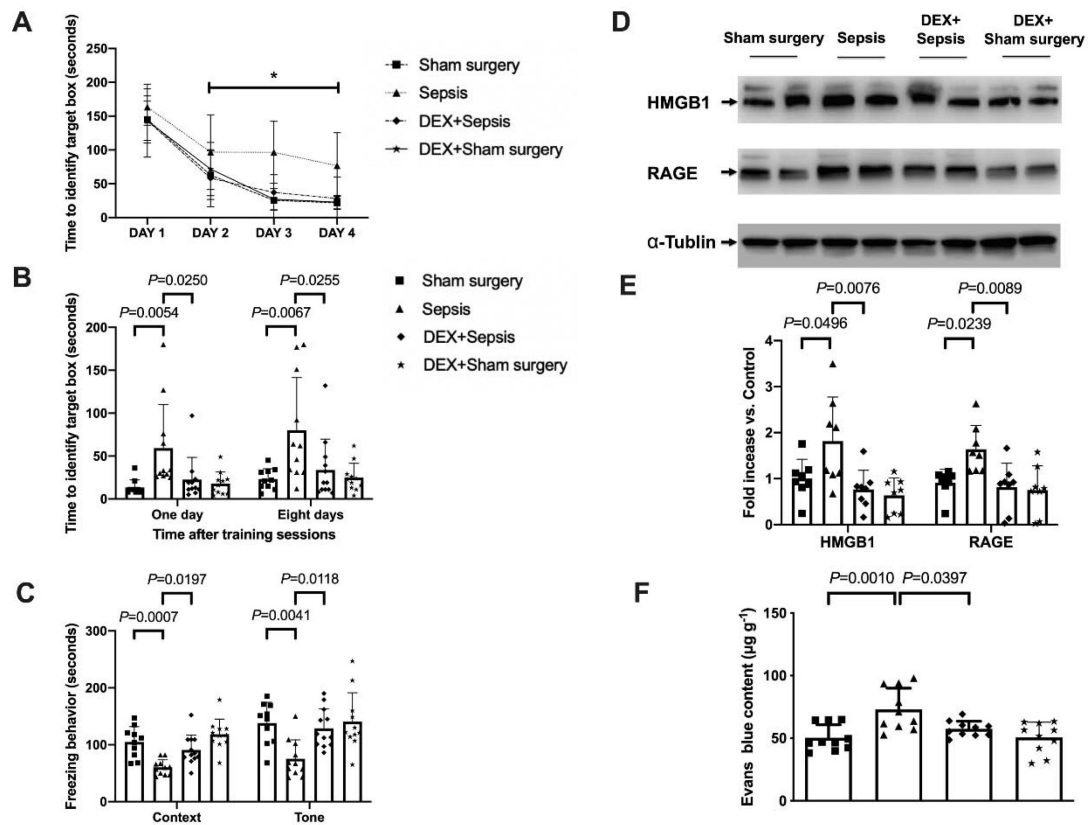 A
Time to identify target box (seconds)
250
200
150
100
50
0
*
DAY 1 DAY 2 DAY 3 DAY 4
Sham surgery
Sepsis
DEX+Sepsis
DEX+Sham surgery
B
Time to identify target box (seconds)
200
150
100
50
0
P=0.0250
P=0.0054
P=0.0255
P=0.0067
One day Eight days
Time after training sessions
Sham surgery
Sepsis
DEX+Sepsis
DEX+Sham surgery
C
Freezing behavior (seconds)
300
200
100
0
P=0.0197
P=0.0007
P=0.0118
P=0.0041
Context Tone
D
Sham surgery Sepsis DEX+ Sepsis DEX+ Sham surgery
HMGB1
RAGE
α-Tublin
E
Fold incease vs. Control
4
3
2
1
0
P=0.0076
P=0.0496
P=0.0089
P=0.0239
HMGB1 RAGE
F
Evans blue content (µg g⁻¹)
150
100
50
0
P=0.0010 P=0.0397